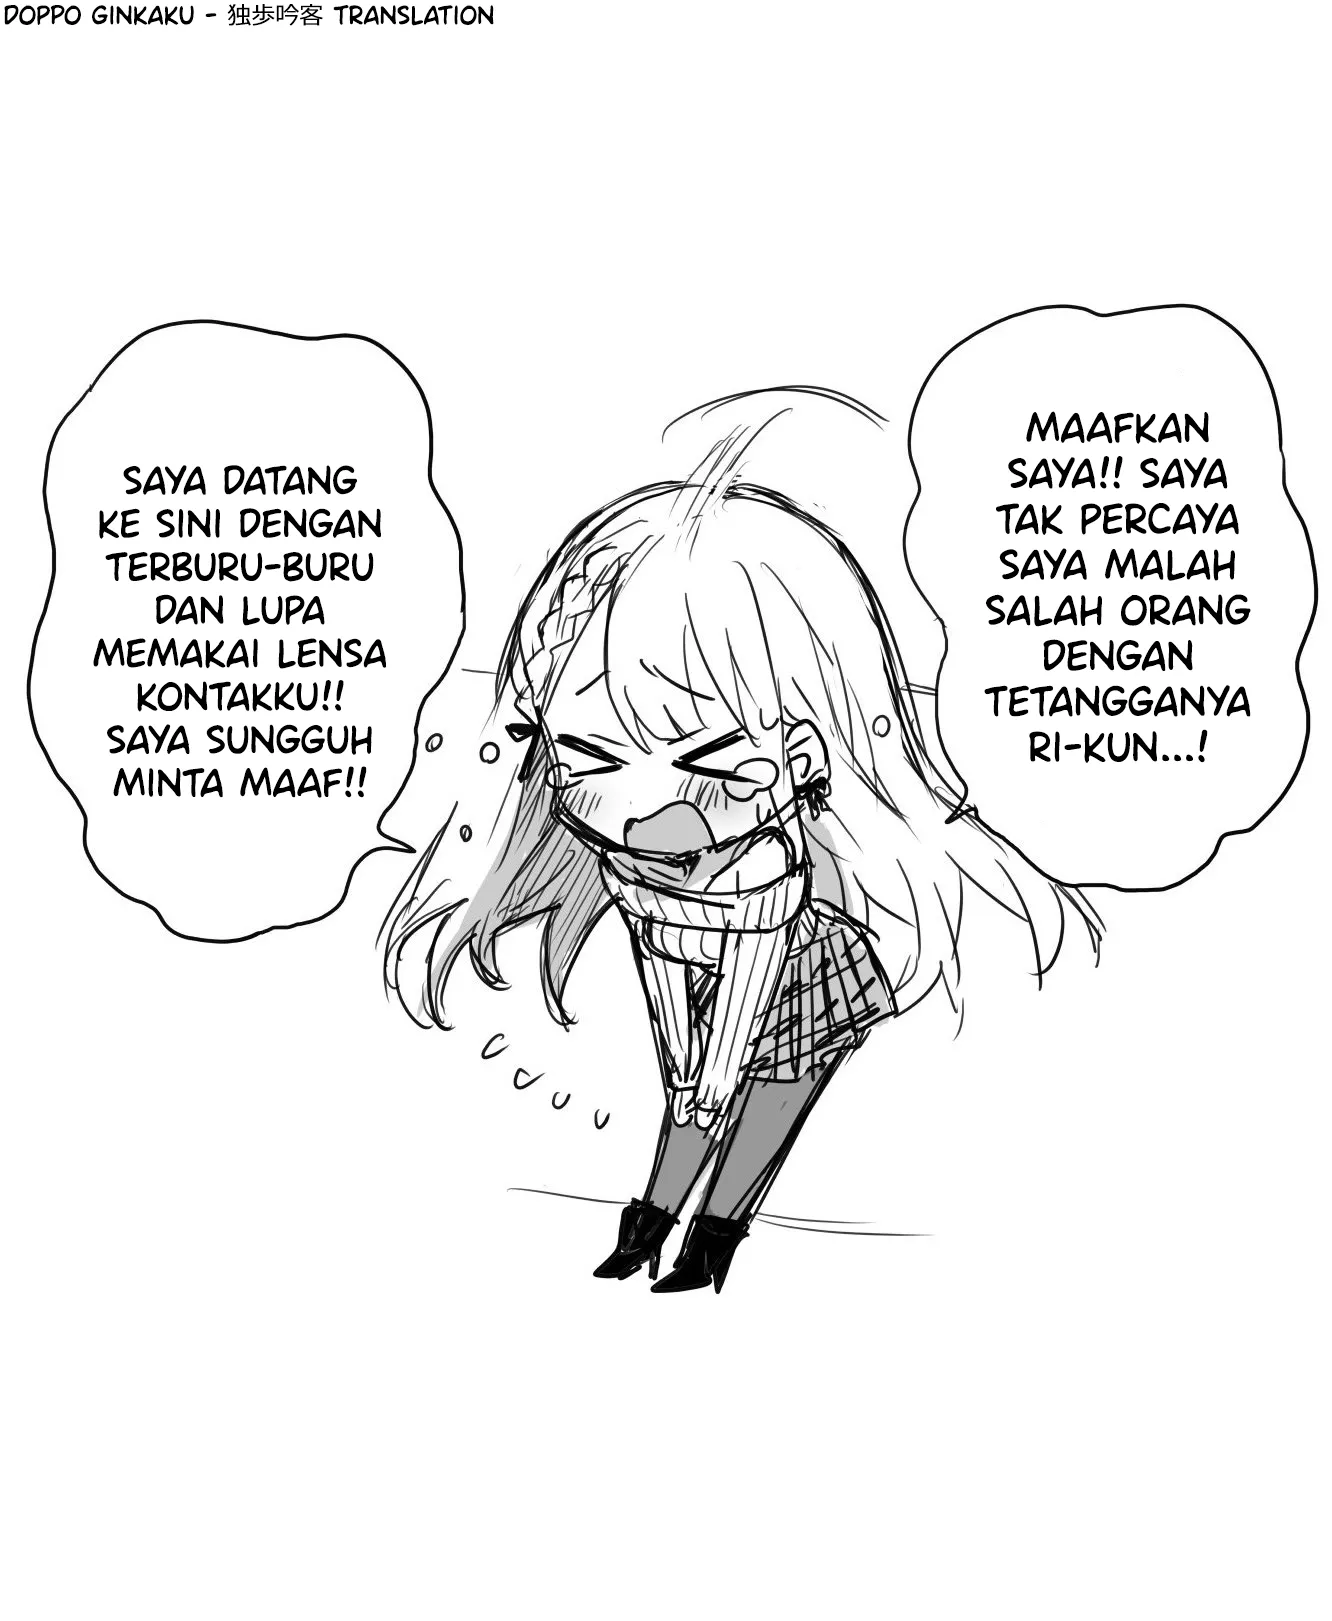 DOPPO GINKAKU - 独歩吟客 TRANSLATION
MAAFKAN
SAYA!! SAYA
TAK PERCAYA
SAYA MALAH
SALAH ORANG
DENGAN
TETANGGANYA
RI-KUN...!
SAYA DATANG
KE SINI DENGAN
TERBURU-BURU
DAN LUPA
MEMAKAI LENSA
KONTAKKU!!
SAYA SUNGGUH
MINTA MAAF!!